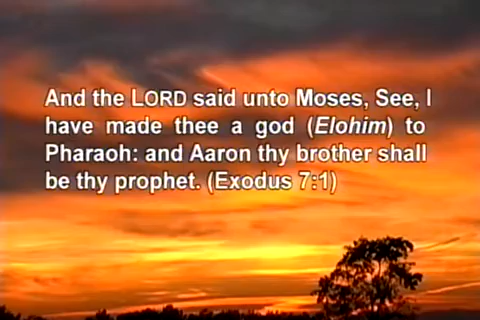 And the LORD said unto Moses, See, I
have made thee a god (Elohim) to
Pharaoh: and Aaron thy brother shall
be thy prophet. (Exodus 7:1)